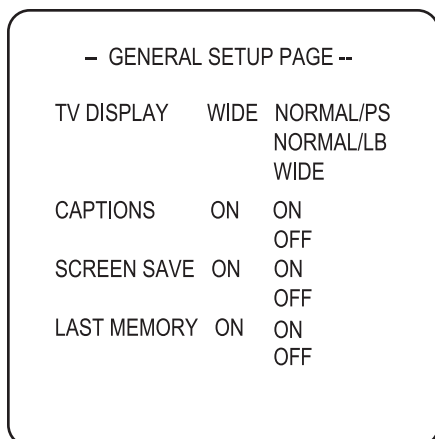 – GENERAL SETUP PAGE --
TV DISPLAY WIDE NORMAL/PS
NORMAL/LB
WIDE
CAPTIONS ON ON
OFF
SCREEN SAVE ON ON
OFF
LAST MEMORY ON ON
OFF